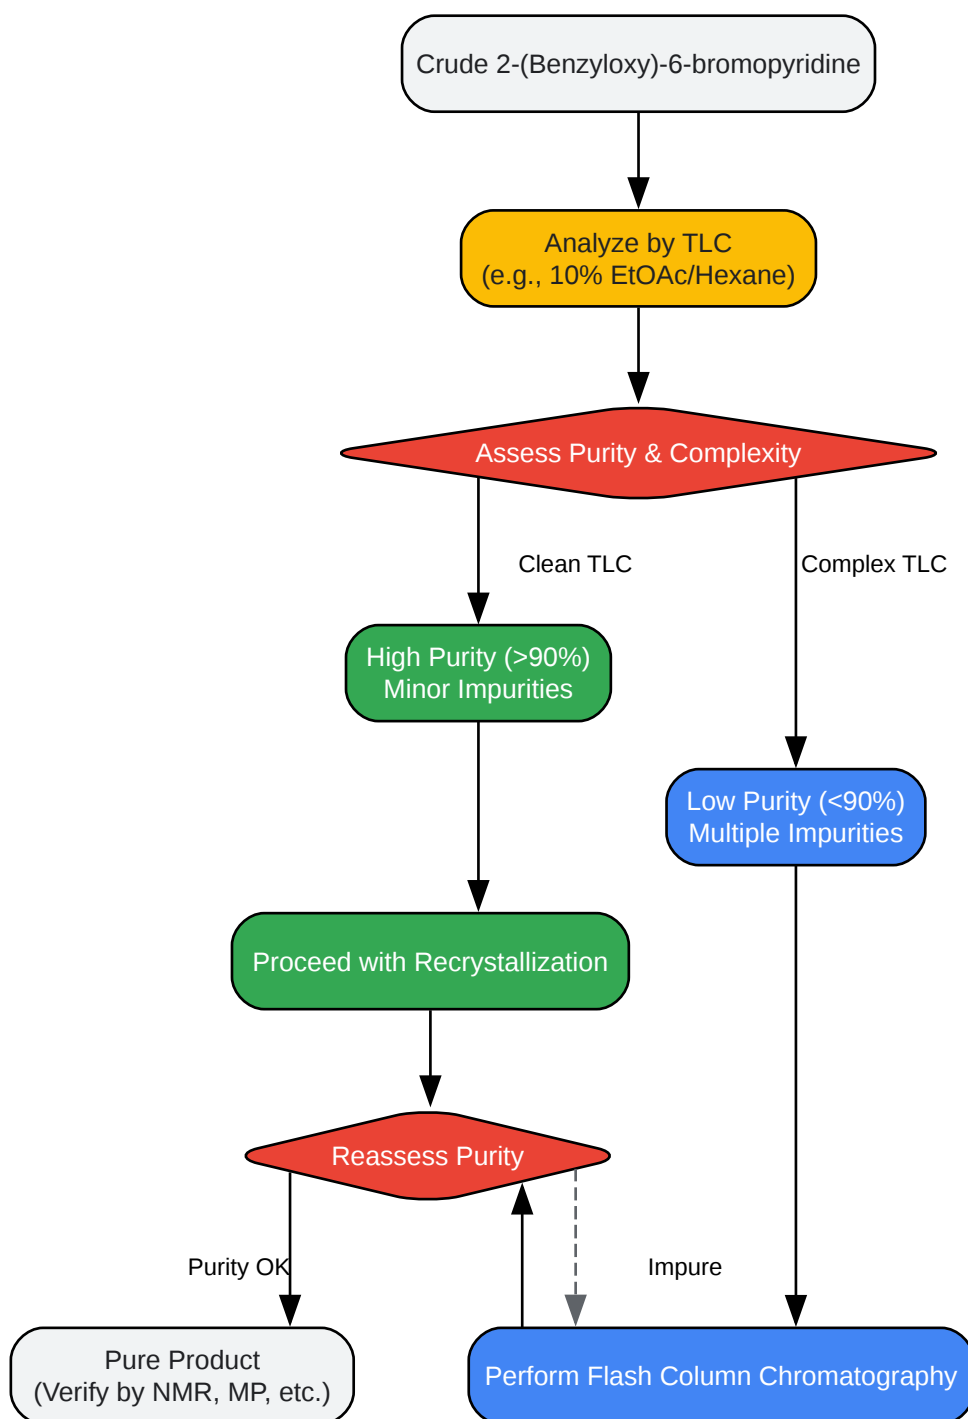 Crude 2-(Benzyloxy)-6-bromopyridine
Analyze by TLC
(e.g., 10% EtOAc/Hexane)
Assess Purity & Complexity
Clean TLC
Complex TLC
High Purity (>90%)
Minor Impurities
Low Purity (<90%)
Multiple Impurities
Proceed with Recrystallization
Reassess Purity
Purity OK
Impure
Pure Product
(Verify by NMR, MP, etc.)
Perform Flash Column Chromatography